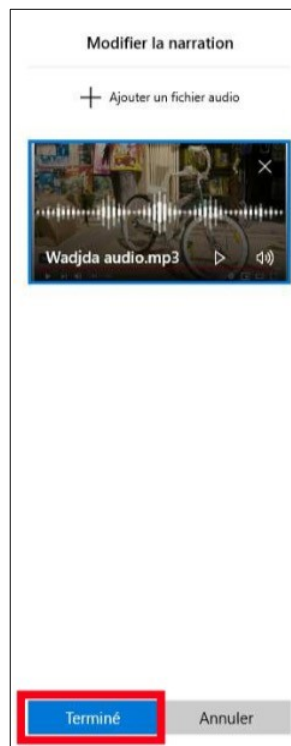 Modifier la narration
Ajouter un fichier audio
Wadjda audio.mp3
Terminé
Annuler